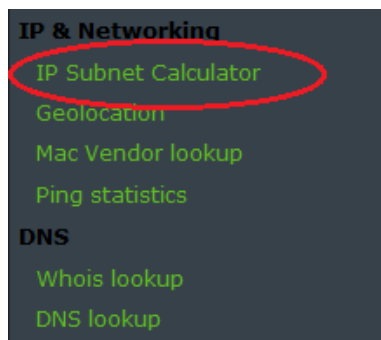 IP & Networking
IP Subnet Calculator
Geolocation
Mac Vendor lookup
Ping statistics
DNS
Whois lookup
DNS lookup